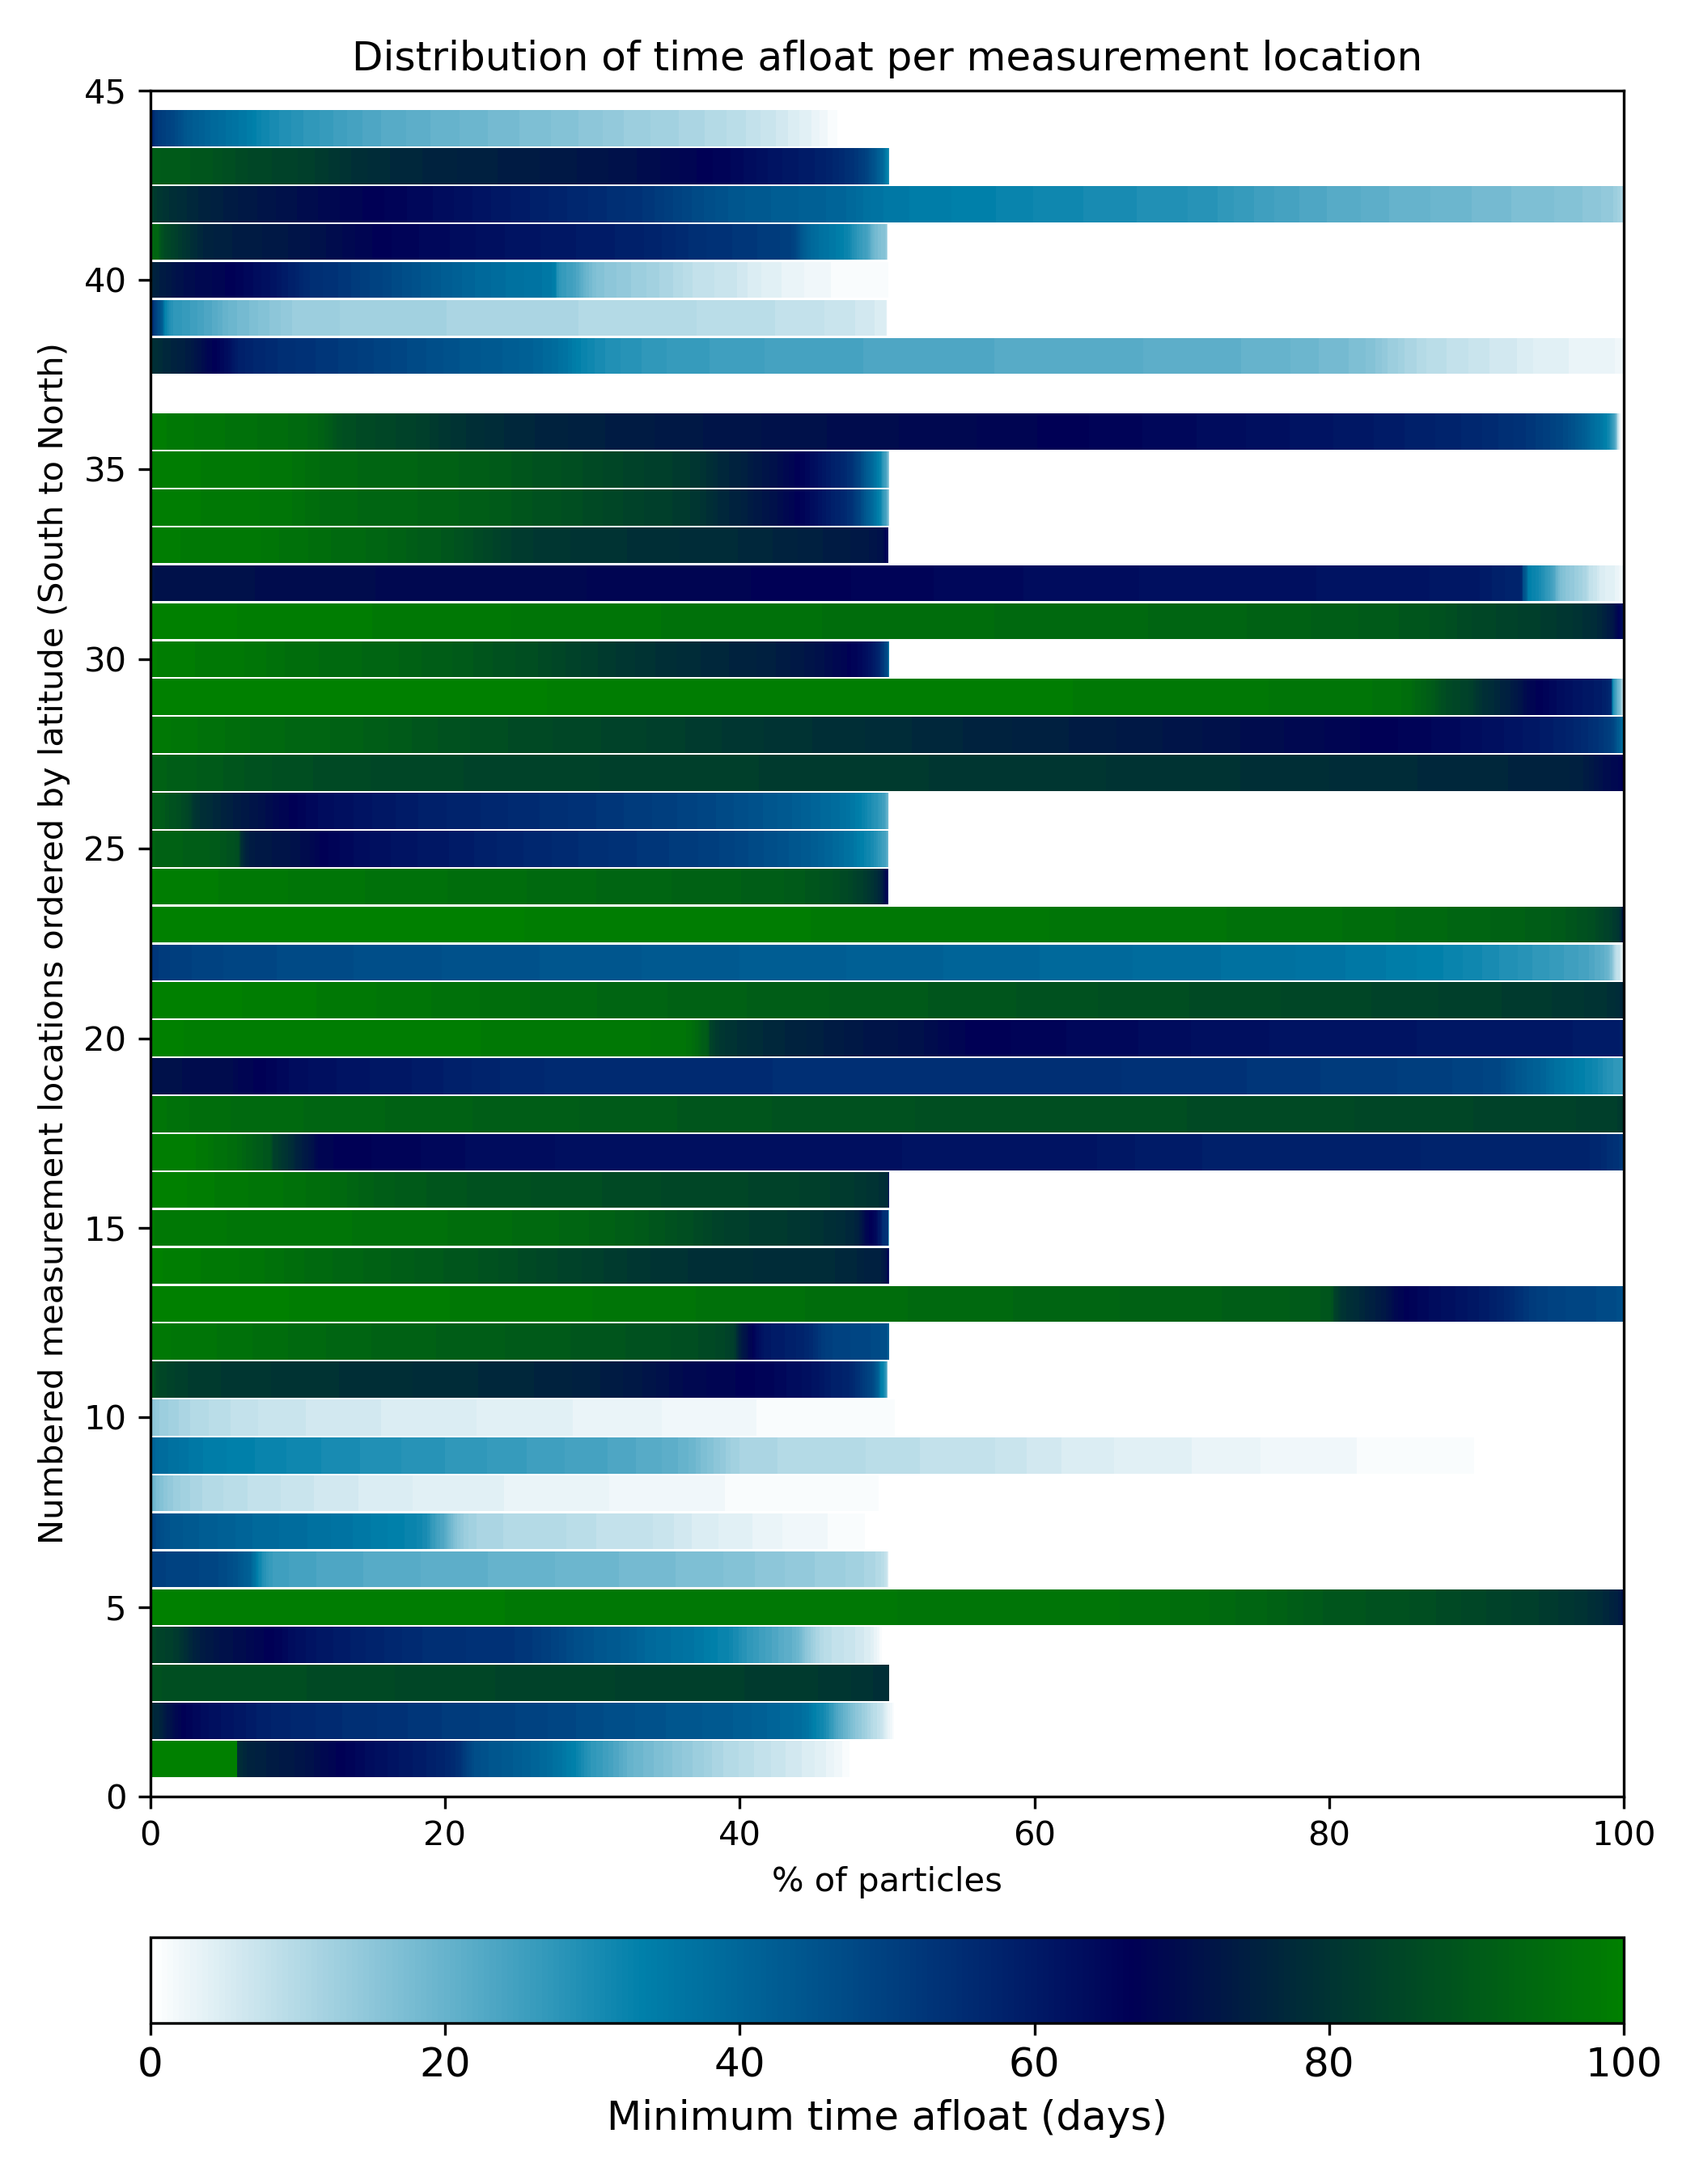 Distribution of time afloat per measurement location
Numbered measurement locations ordered by latitude (South to North)
45
40
35
30
25
20
15
10
5
0
0 20 40 60 80 100
% of particles
0 20 40 60 80 100
Minimum time afloat (days)